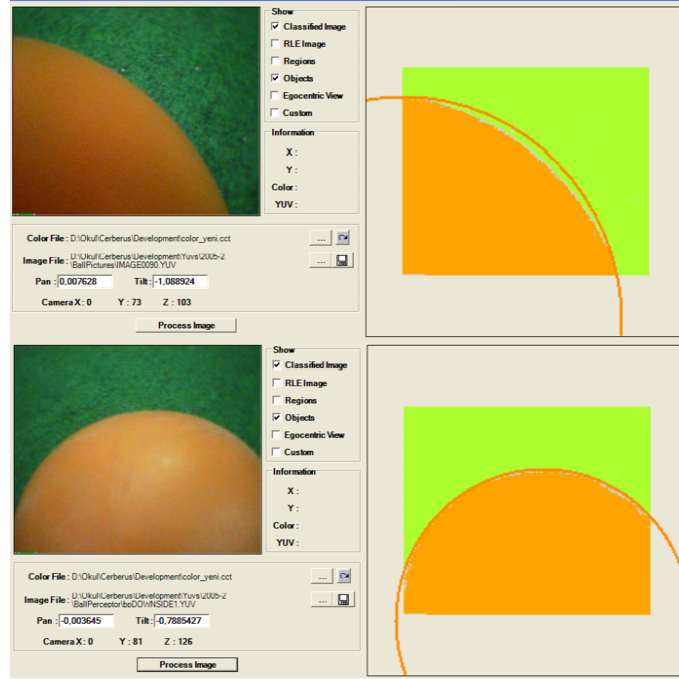 Show
Classified Image
RLE Image
Regions
Objects
Egocentric View
Custom
Information
X :
Y :
Color :
YUV :
Color File : D:\Okul\Cerberus\Development\color_yeni.cct ...
Image File : D:\Okul\Cerberus\Development\Yuvs\2005-2
\BallPictures\IMAGE0090.YUV ...
Pan : 0,007628 Tilt : -1,088924
Camera X : 0 Y : 73 Z : 103
Process Image
Show
Classified Image
RLE Image
Regions
Objects
Egocentric View
Custom
Information
X :
Y :
Color :
YUV :
Color File : D:\Okul\Cerberus\Development\color_yeni.cct ...
Image File : D:\Okul\Cerberus\Development\Yuvs\2005-2
...
Pan : -0,003645 Tilt : -0,7885427
Camera X : 0 Y : 81 Z : 126
Process Image